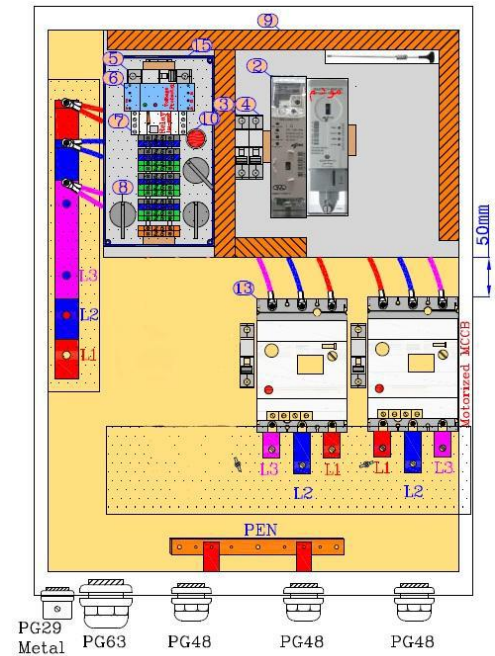 9
15
5
2
6
3
4
مودم
7
10
8
50mm
L3
13
L2
L1
Motorized MCCB
L3
L1
L1
L3
L2
L2
PEN
PG29
Metal
PG63
PG48
PG48
PG48